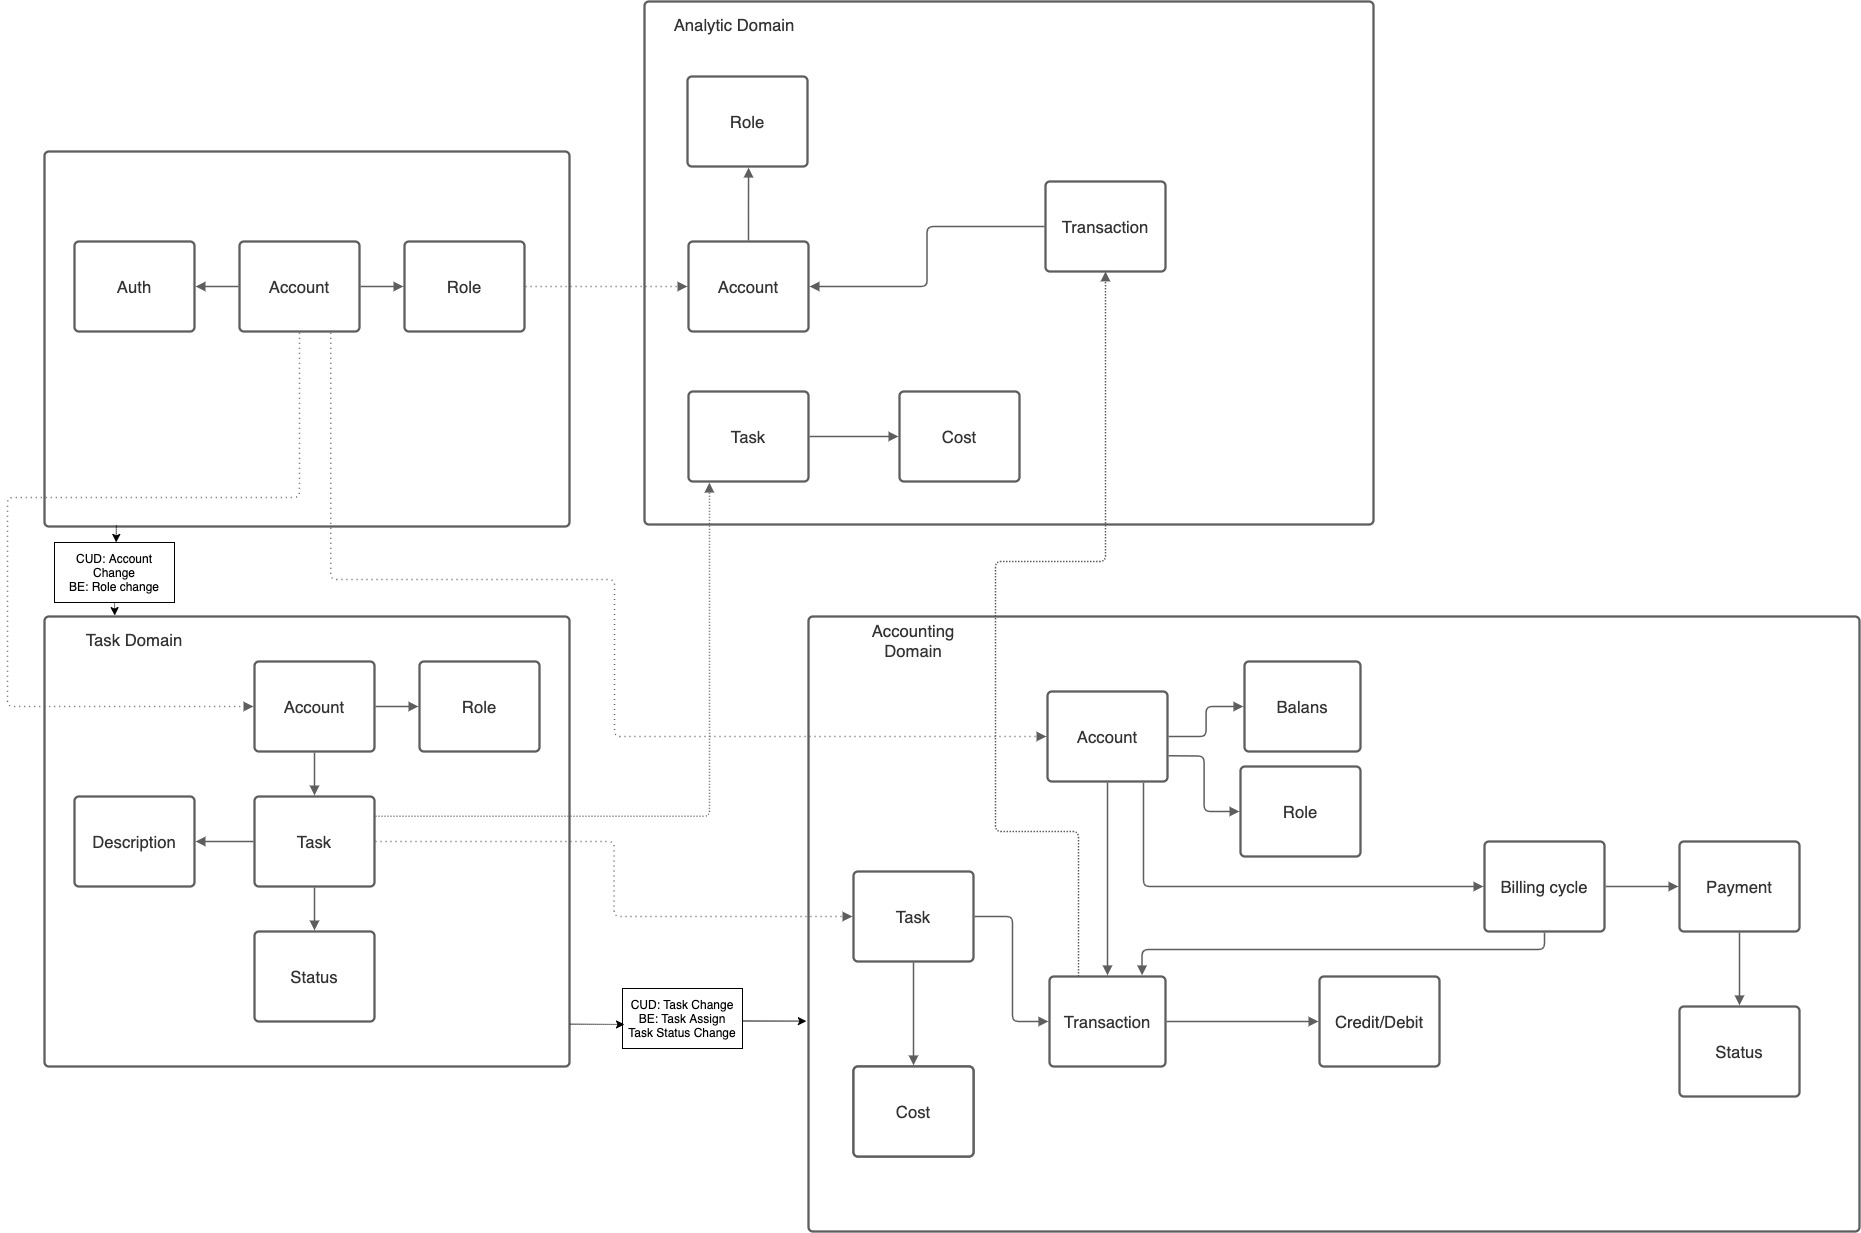 Analytic Domain
Role
Transaction
Account
Task
Cost
Auth
Account
Role
CUD: Account
Change
BE: Role change
Task Domain
Account
Role
Description
Task
Status
CUD: Task Change
BE: Task Assign
Task Status Change
Accounting
Domain
Account
Balans
Role
Billing cycle
Payment
Task
Transaction
Credit/Debit
Status
Cost